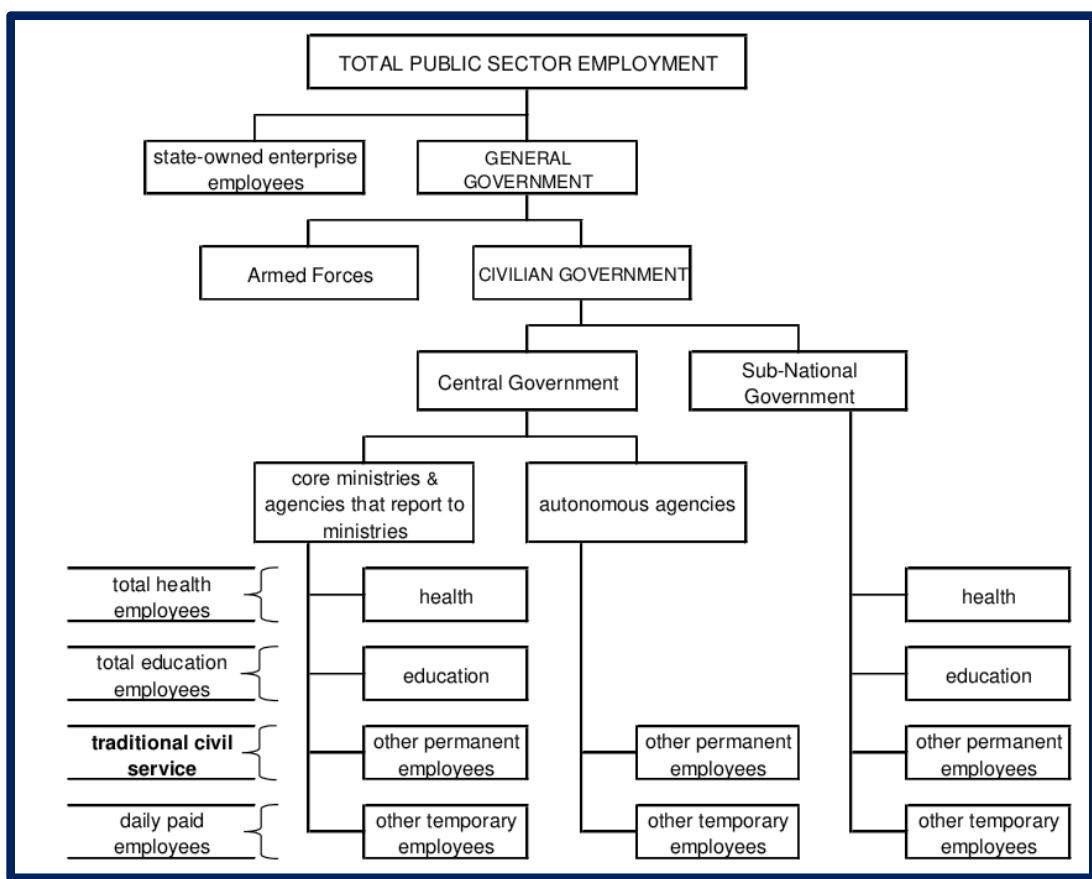 TOTAL PUBLIC SECTOR EMPLOYMENT
state-owned enterprise
employees
GENERAL
GOVERNMENT
Armed Forces
CIVILIAN GOVERNMENT
Central Government
Sub-National
Government
core ministries &
agencies that report to
ministries
autonomous agencies
total health
employees
health
health
total education
employees
education
education
traditional civil
service
other permanent
employees
other permanent
employees
other permanent
employees
daily paid
employees
other temporary
employees
other temporary
employees
other temporary
employees